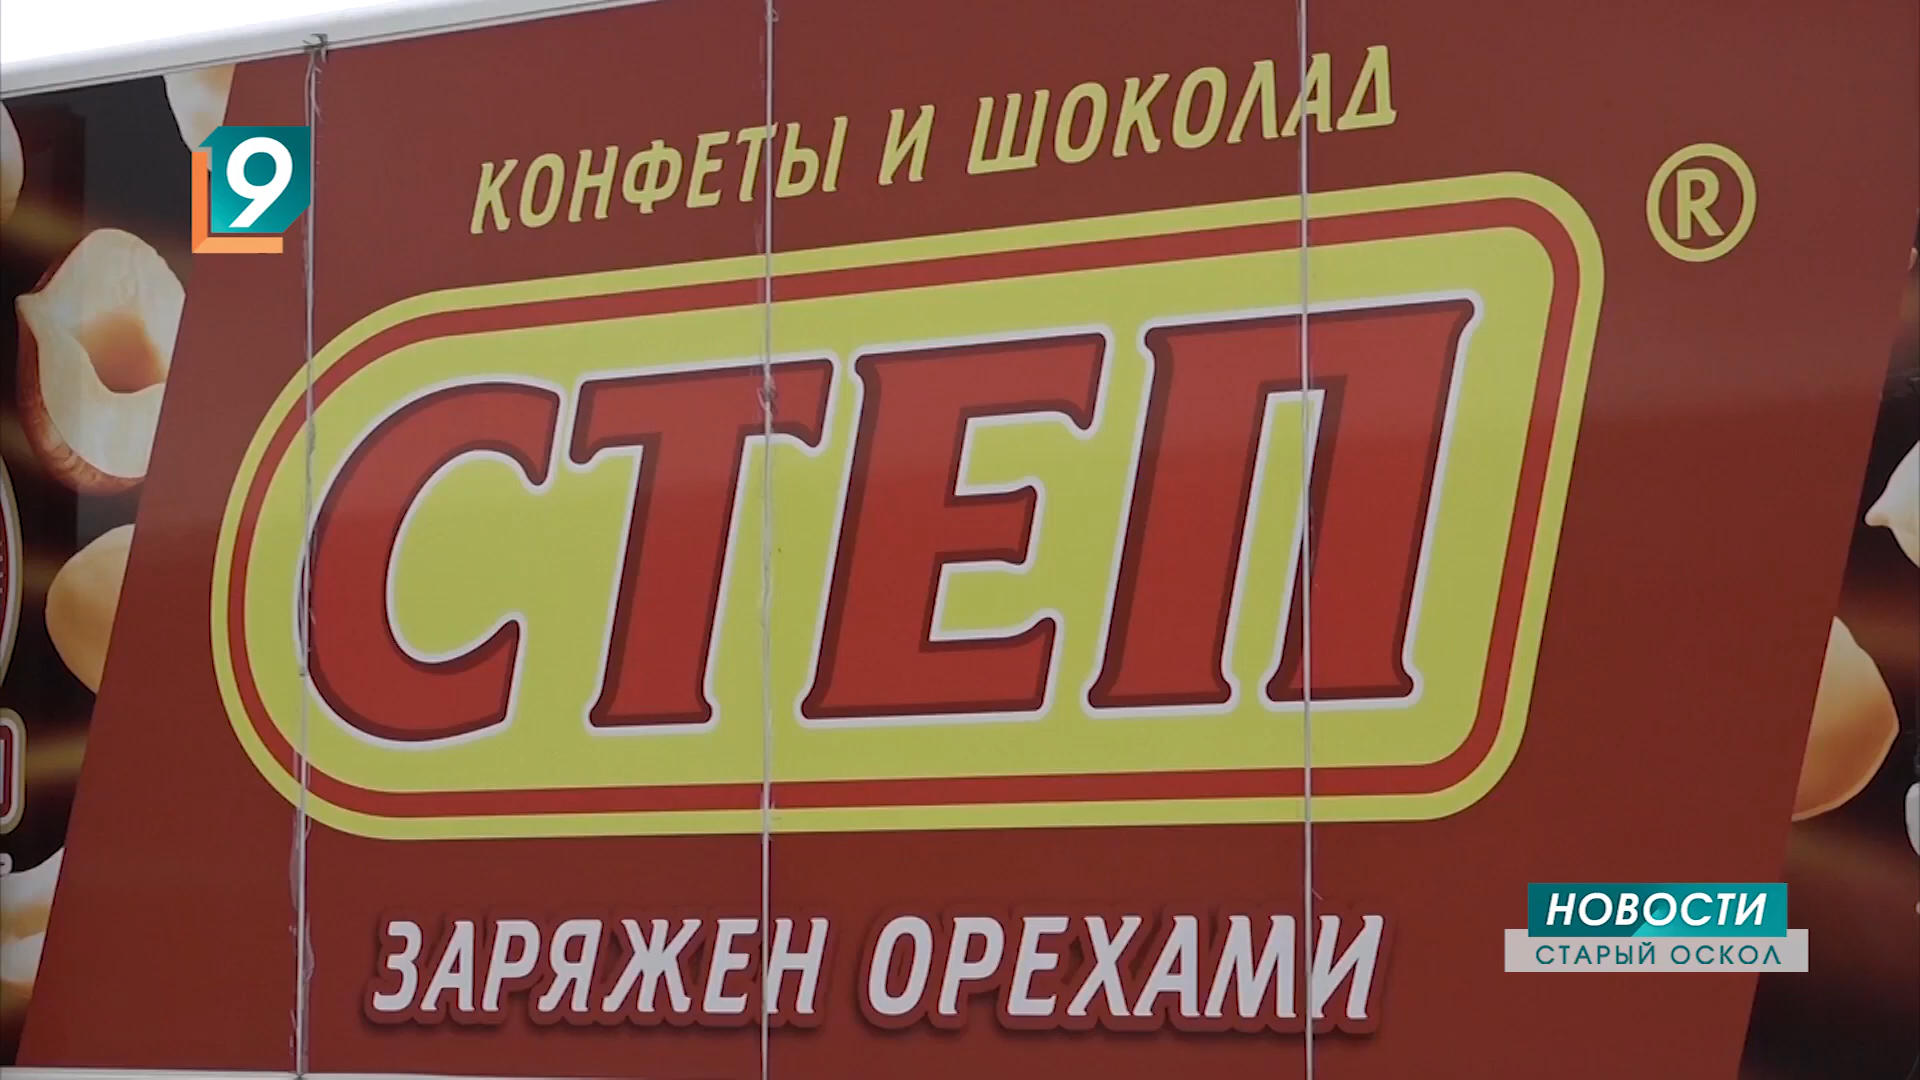 КОНФЕТЫ И ШОКОЛАД
®
9
СТЕП
ЗАРЯЖЕН ОРЕХАМИ
НОВОСТИ
СТАРЫЙ ОСКОЛ